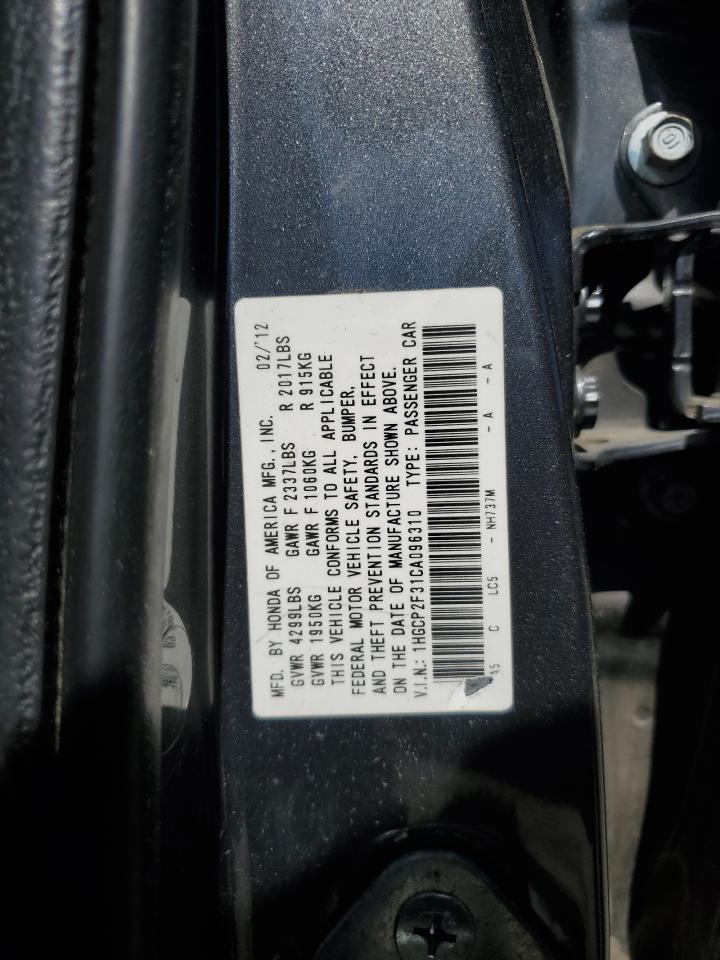 MFD. BY HONDA OF AMERICA MFG., INC. 02/'12
GVWR 4299LBS GAWR F 2337LBS R 2017LBS
GVWR 1950KG GAWR F 1060KG R 915KG
THIS VEHICLE CONFORMS TO ALL APPLICABLE
FEDERAL MOTOR VEHICLE SAFETY, BUMPER,
AND THEFT PREVENTION STANDARDS IN EFFECT
ON THE DATE OF MANUFACTURE SHOWN ABOVE.
V.I.N.: 1HGCP2F31CA096310 TYPE: PASSENGER CAR
A5 C LC5 - NH737M - A - A